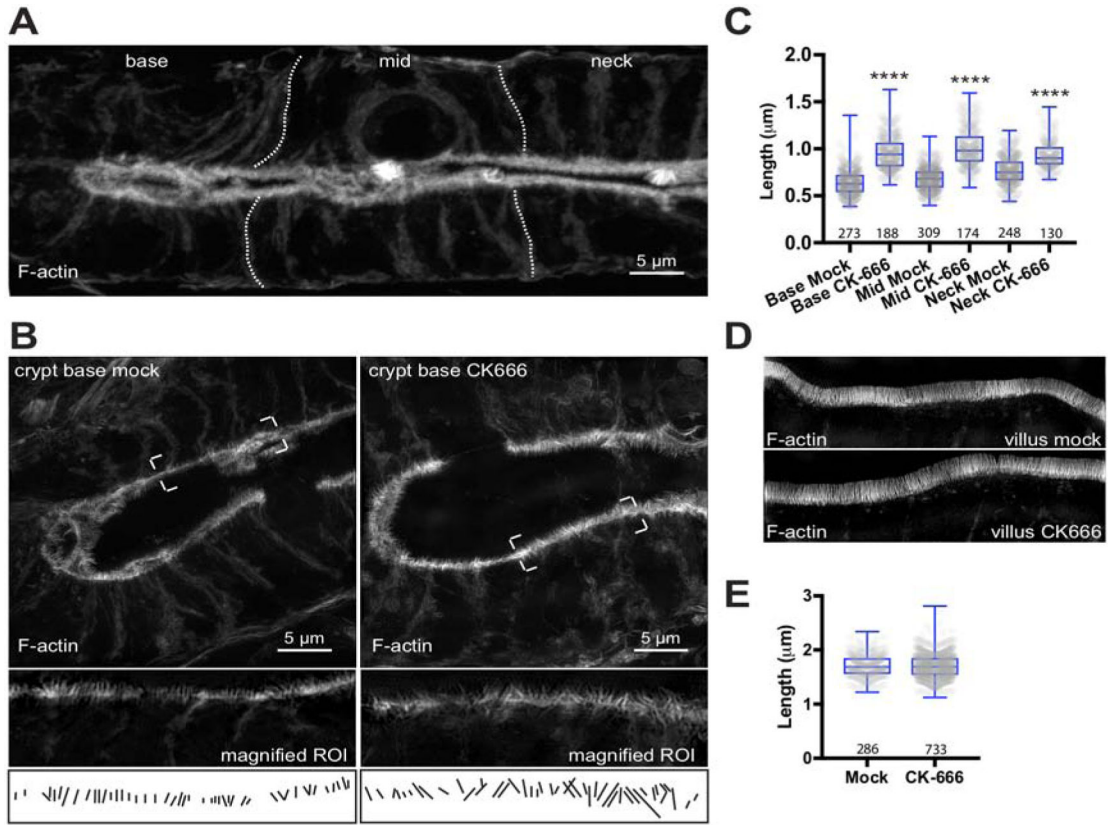 A
base
mid
neck
F-actin
5 μm
B
crypt base mock
F-actin
5 μm
magnified ROI
crypt base CK666
F-actin
5 μm
magnified ROI
C
Length (μm)
2.0
1.5
1.0
0.5
0.0
****
****
****
273
188
309
174
248
130
Base Mock
Base CK-666
Mid Mock
Mid CK-666
Neck Mock
Neck CK-666
D
F-actin
villus mock
F-actin
villus CK666
E
Length (μm)
3
2
1
0
286
733
Mock
CK-666